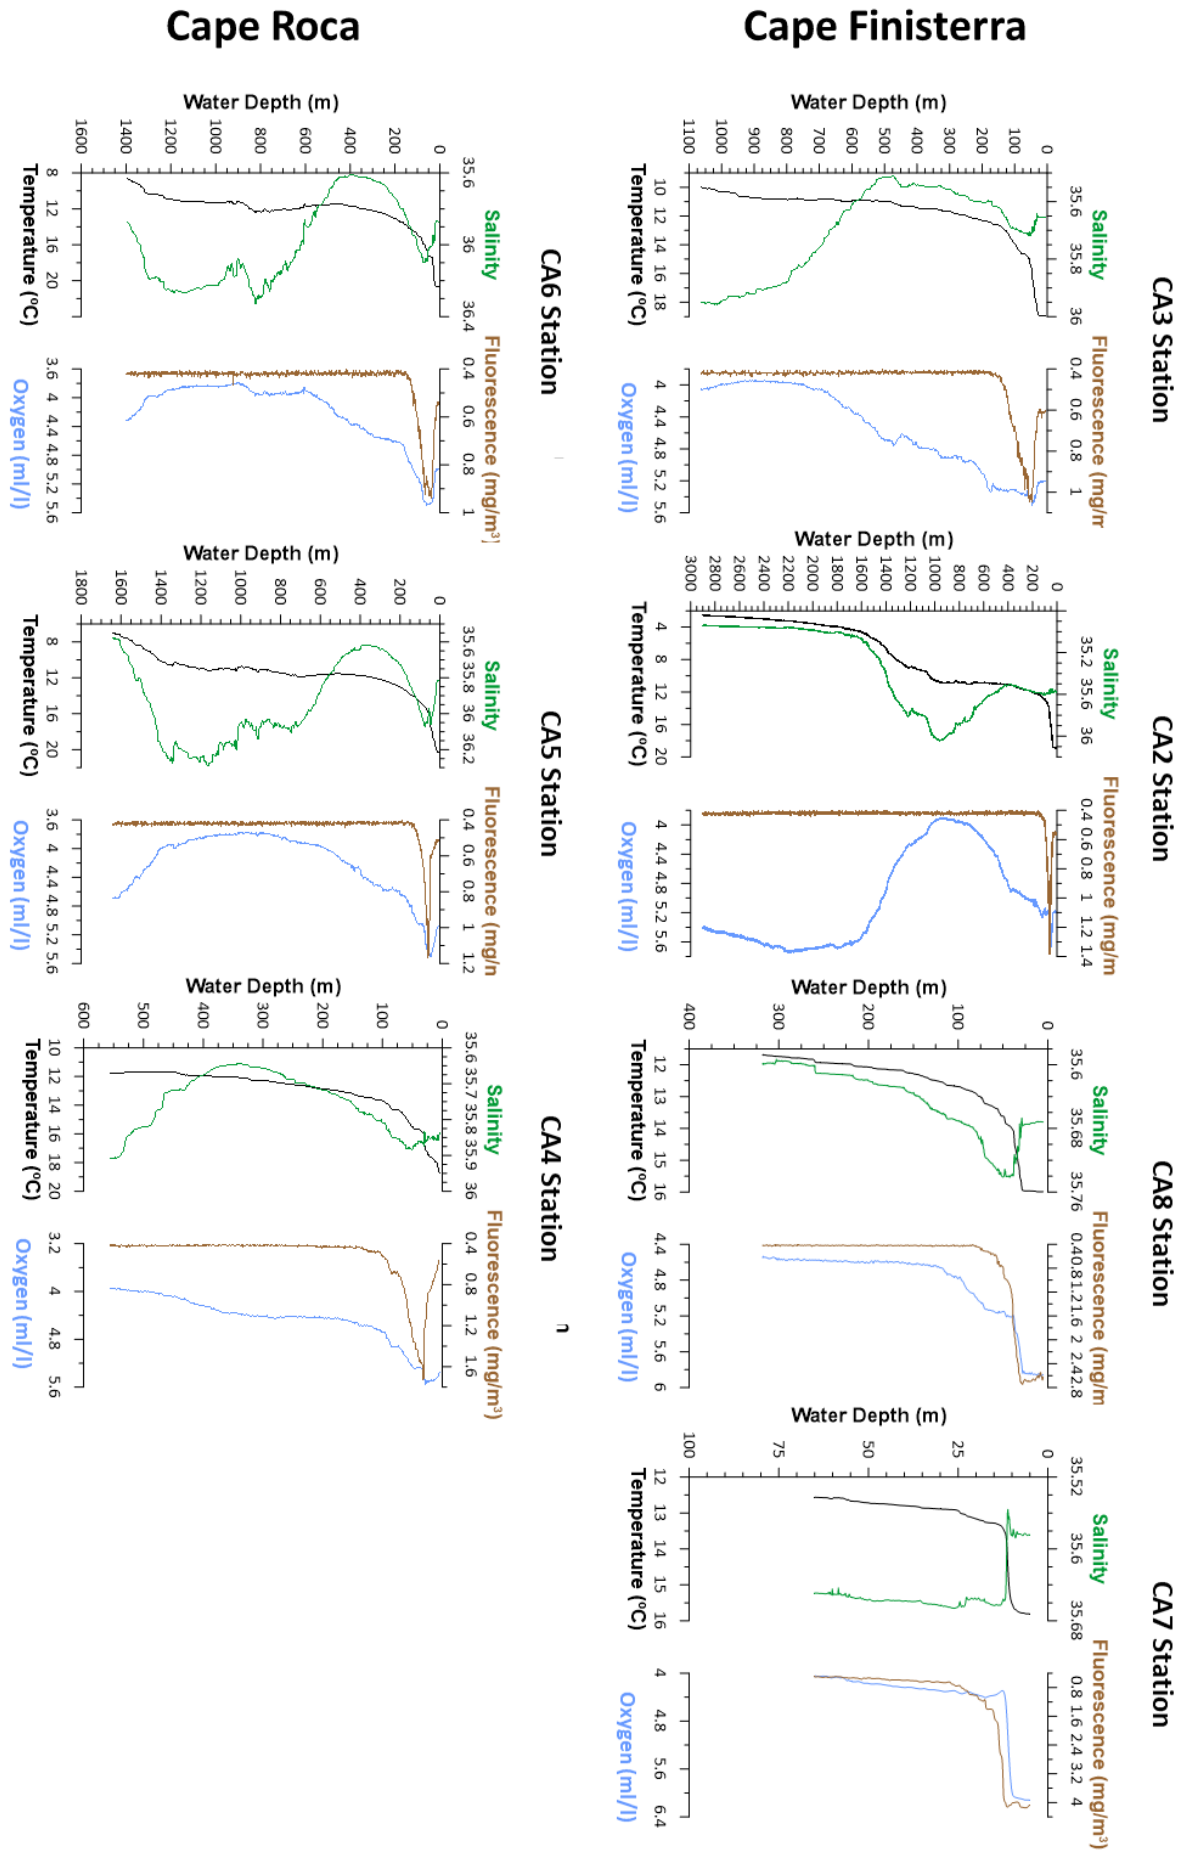 Cape Roca
Cape Finisterra
CA3 Station
Water Depth (m)
1100 1000 900 800 700 600 500 400 300 200 100 0
Salinity
35.6 35.8 36
Temperature (ºC)
10 12 14 16 18
Fluorescence (mg/m
0.4 0.6 0.8 1
Oxygen (ml/l)
4 4.4 4.8 5.2 5.6
CA2 Station
Water Depth (m)
3000 2800 2600 2400 2200 2000 1800 1600 1400 1200 1000 800 600 400 200 0
Salinity
35.2 35.6 36
Temperature (ºC)
4 8 12 16 20
Fluorescence (mg/m
0.4 0.6 0.8 1 1.2 1.4
Oxygen (ml/l)
4 4.4 4.8 5.2 5.6
CA8 Station
Water Depth (m)
400 300 200 100 0
Salinity
35.6 35.68 35.76
Temperature (ºC)
12 13 14 15 16
Fluorescence (mg/m
0.40.81.21.6 2 2.42.8
Oxygen (ml/l)
4.4 4.8 5.2 5.6 6
CA7 Station
Water Depth (m)
100 75 50 25 0
Salinity
35.52 35.6 35.68
Temperature (ºC)
12 13 14 15 16
Fluorescence (mg/m³)
0.8 1.6 2.4 3.2 4
Oxygen (ml/l)
4 4.8 5.6 6.4
CA6 Station
Water Depth (m)
1600 1400 1200 1000 800 600 400 200 0
Salinity
35.6 36 36.4
Temperature (ºC)
8 12 16 20
Fluorescence (mg/m³)
0.4 0.6 0.8 1
Oxygen (ml/l)
3.6 4 4.4 4.8 5.2 5.6
CA5 Station
Water Depth (m)
1800 1600 1400 1200 1000 800 600 400 200 0
Salinity
35.6 35.8 36 36.2
Temperature (ºC)
8 12 16 20
Fluorescence (mg/n
0.4 0.6 0.8 1 1.2
Oxygen (ml/l)
3.6 4 4.4 4.8 5.2 5.6
CA4 Station
Water Depth (m)
600 500 400 300 200 100 0
Salinity
35.6 35.7 35.8 35.9 36
Temperature (ºC)
10 12 14 16 18 20
Fluorescence (mg/m³)
0.4 0.8 1.2 1.6
Oxygen (ml/l)
3.2 4 4.8 5.6
n